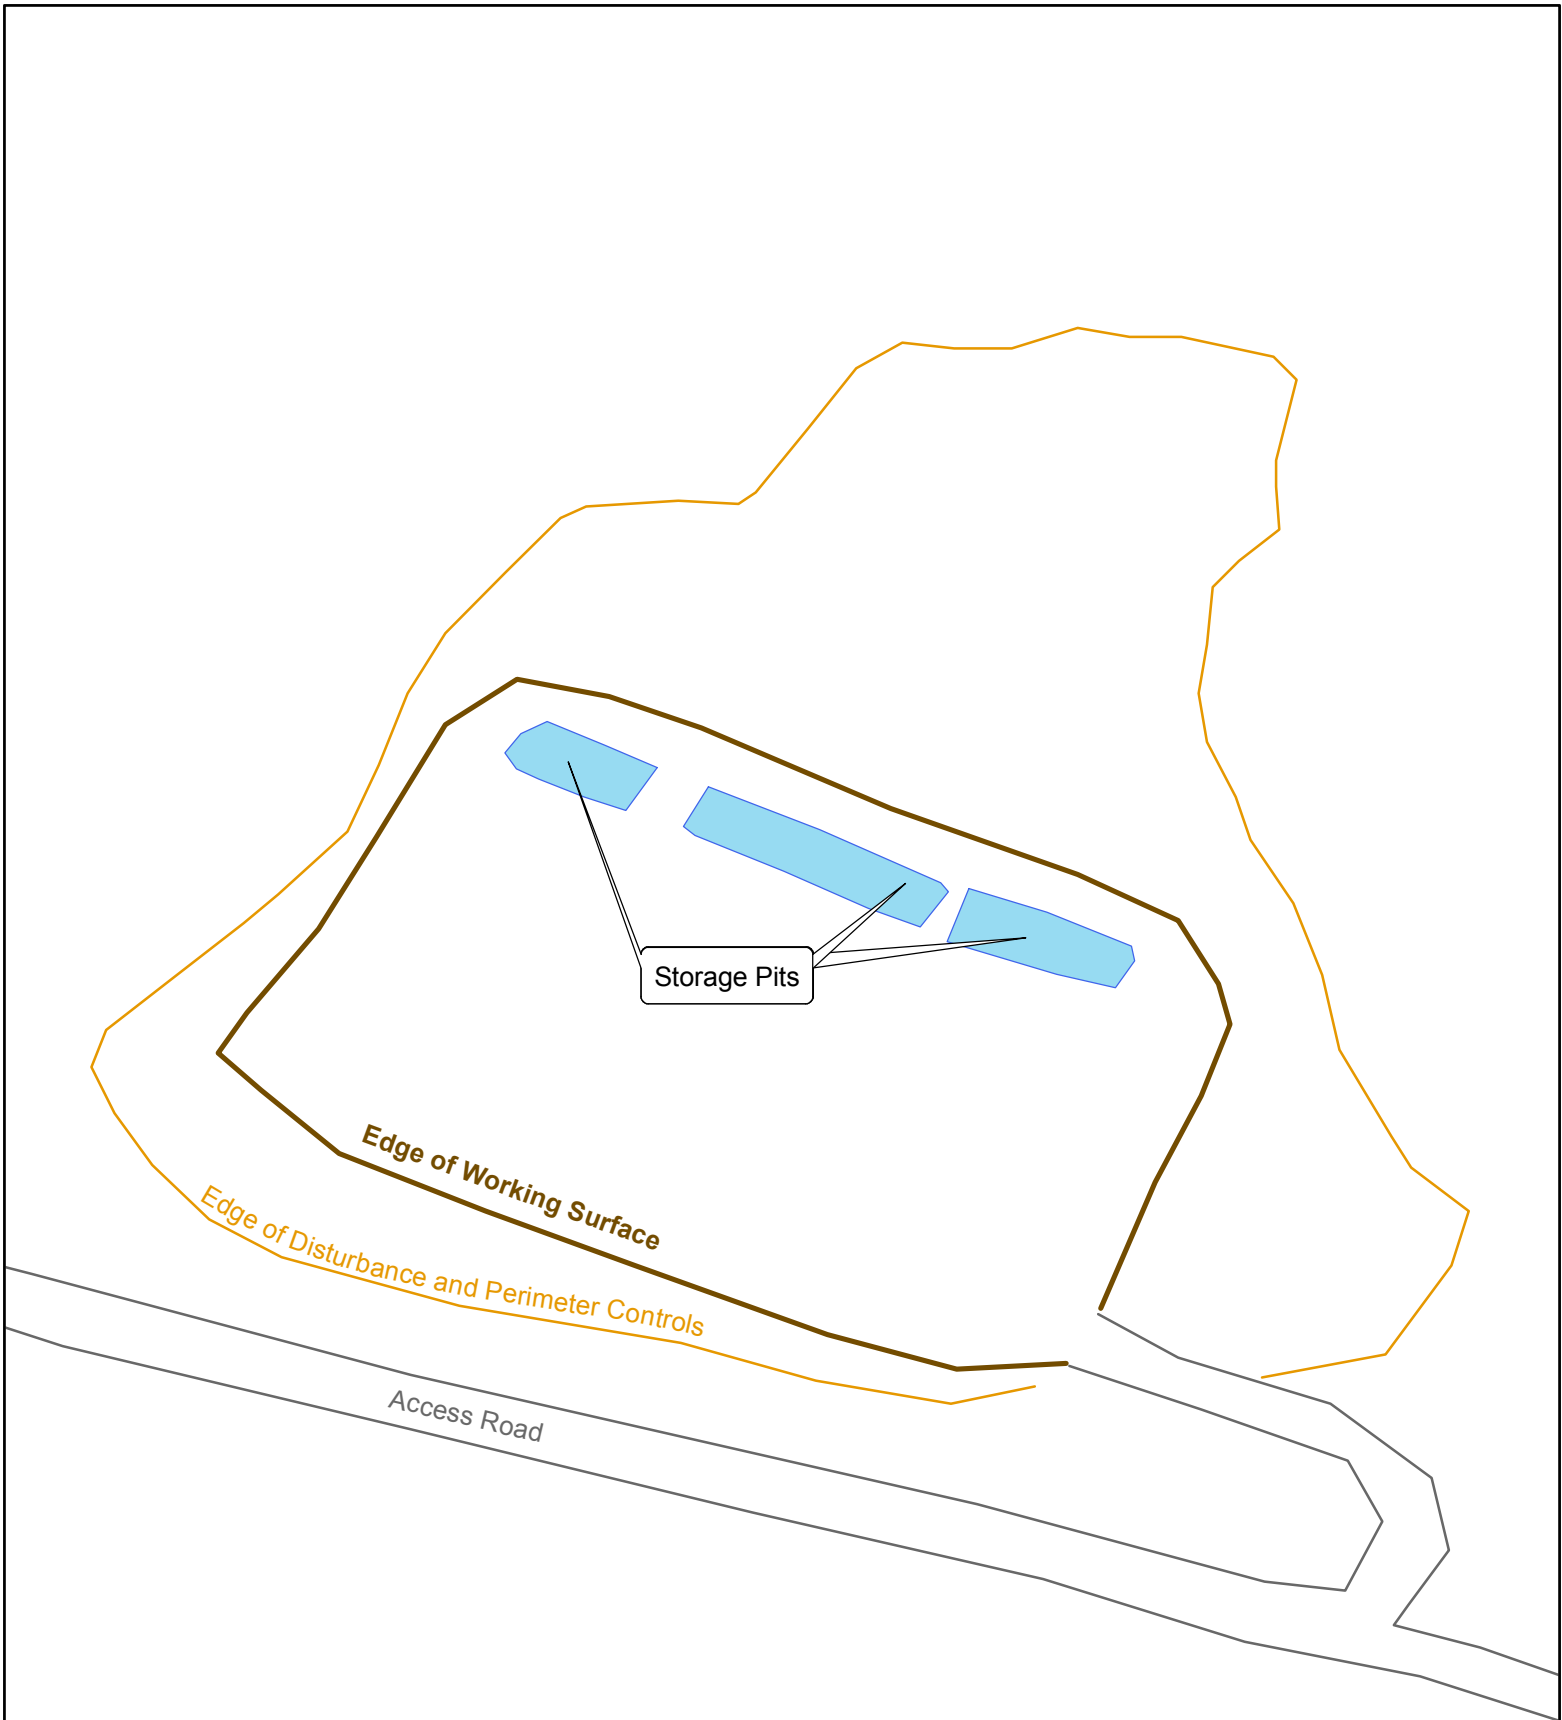 Storage Pits
Edge of Working Surface
Edge of Disturbance and Perimeter Controls
Access Road